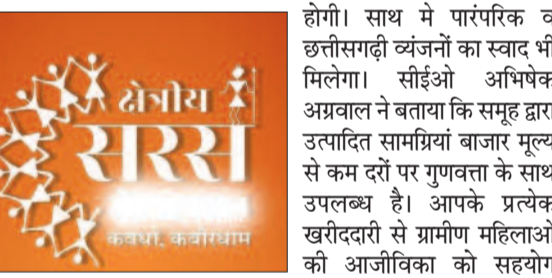 क्षेत्रीय
सरस
कवर्धा, कबीरधाम
होगी। साथ मे पारंपरिक व
छत्तीसगढ़ी व्यंजनों का स्वाद भी
मिलेगा। सीईओ अभिषेक
अग्रवाल ने बताया कि समूह द्वारा
उत्पादित सामग्रियां बाजार मूल्य
से कम दरों पर गुणवत्ता के साथ
उपलब्ध है। आपके प्रत्येक
खरीददारी से ग्रामीण महिलाओं
की आजीविका को सहयोग